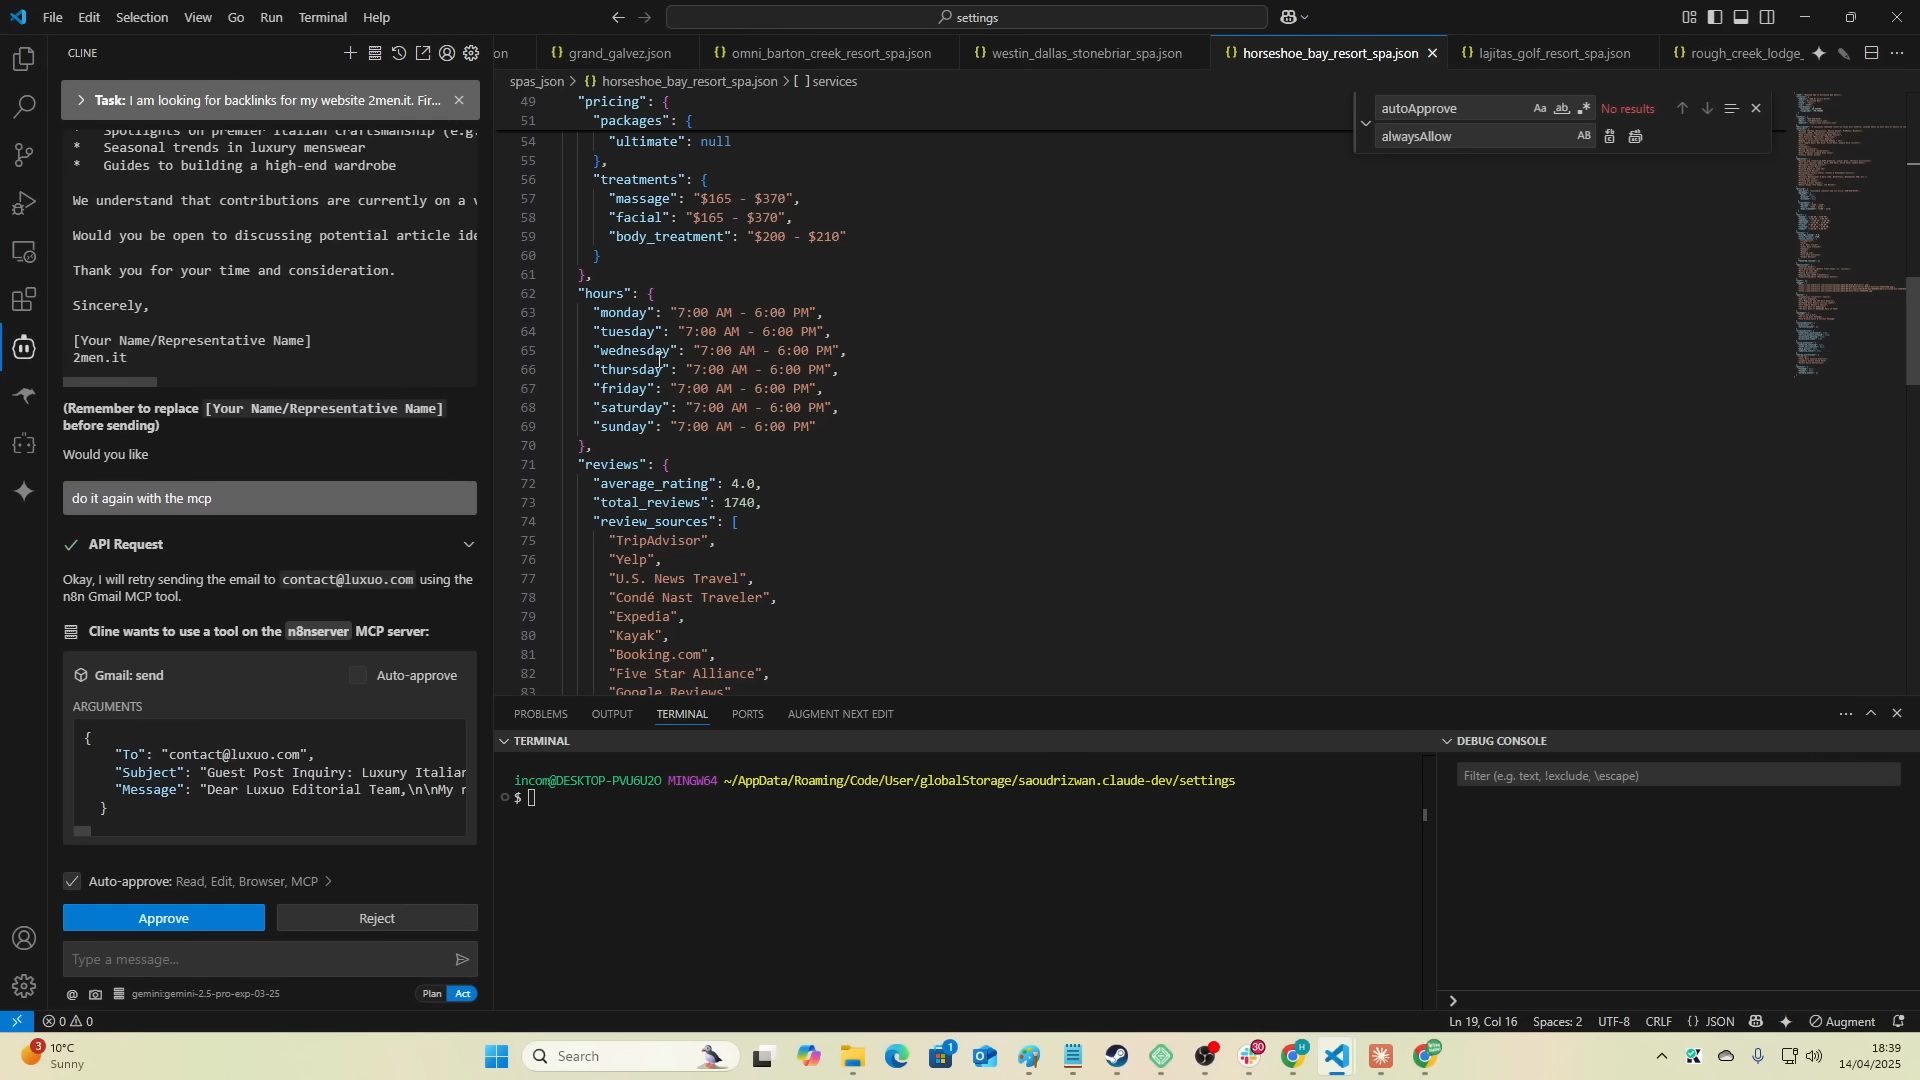 File Edit Selection View Go Run Terminal Help
settings
CLINE
Task: I am looking for backlinks for my website 2men.it. Fir...
* Spotlights on premier Italian craftsmanship (e.g.
* Seasonal trends in luxury menswear
* Guides to building a high-end wardrobe
We understand that contributions are currently on a v
Would you be open to discussing potential article ide
Thank you for your time and consideration.
Sincerely,
[Your Name/Representative Name]
2men.it
(Remember to replace [Your Name/Representative Name]
before sending)
Would you like
do it again with the mcp
API Request
Okay, I will retry sending the email to contact@luxuo.com using the
n8n Gmail MCP tool.
Cline wants to use a tool on the n8nserver MCP server:
Gmail: send Auto-approve
ARGUMENTS
{
"To": "contact@luxuo.com",
"Subject": "Guest Post Inquiry: Luxury Italian
"Message": "Dear Luxuo Editorial Team,\n\nMy n
}
Auto-approve: Read, Edit, Browser, MCP
Approve Reject
Type a message...
@ gemini:gemini-2.5-pro-exp-03-25 Plan Act
on grand_galvez.json omni_barton_creek_resort_spa.json westin_dallas_stonebriar_spa.json horseshoe_bay_resort_spa.json lajitas_golf_resort_spa.json rough_creek_lodge_
spas_json > {} horseshoe_bay_resort_spa.json > [ ] services
autoApprove Aa ab .* No results
alwaysAllow AB
49 "pricing": {
51 "packages": {
54 "ultimate": null
55 },
56 "treatments": {
57 "massage": "$165 - $370",
58 "facial": "$165 - $370",
59 "body_treatment": "$200 - $210"
60 }
61 },
62 "hours": {
63 "monday": "7:00 AM - 6:00 PM",
64 "tuesday": "7:00 AM - 6:00 PM",
65 "wednesday": "7:00 AM - 6:00 PM",
66 "thursday": "7:00 AM - 6:00 PM",
67 "friday": "7:00 AM - 6:00 PM",
68 "saturday": "7:00 AM - 6:00 PM",
69 "sunday": "7:00 AM - 6:00 PM"
70 },
71 "reviews": {
72 "average_rating": 4.0,
73 "total_reviews": 1740,
74 "review_sources": [
75 "TripAdvisor",
76 "Yelp",
77 "U.S. News Travel",
78 "Condé Nast Traveler",
79 "Expedia",
80 "Kayak",
81 "Booking.com",
82 "Five Star Alliance",
83 "Google Reviews"
PROBLEMS OUTPUT TERMINAL PORTS AUGMENT NEXT EDIT
TERMINAL
incom@DESKTOP-PVU6U2O MINGW64 ~/AppData/Roaming/Code/User/globalStorage/saoudrizwan.claude-dev/settings
$
DEBUG CONSOLE
Filter (e.g. text, !exclude, \escape)
0 0
Ln 19, Col 16 Spaces: 2 UTF-8 CRLF {} JSON Augment
3 10°C
Sunny
Search
1
30
18:39
14/04/2025